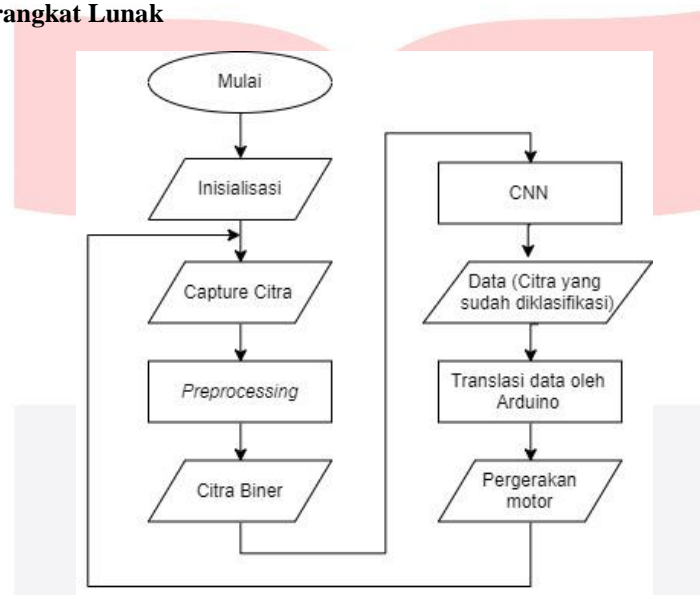 rangkat Lunak
Mulai
Inisialisasi
Capture Citra
Preprocessing
Citra Biner
CNN
Data (Citra yang
sudah diklasifikasi)
Translasi data oleh
Arduino
Pergerakan
motor